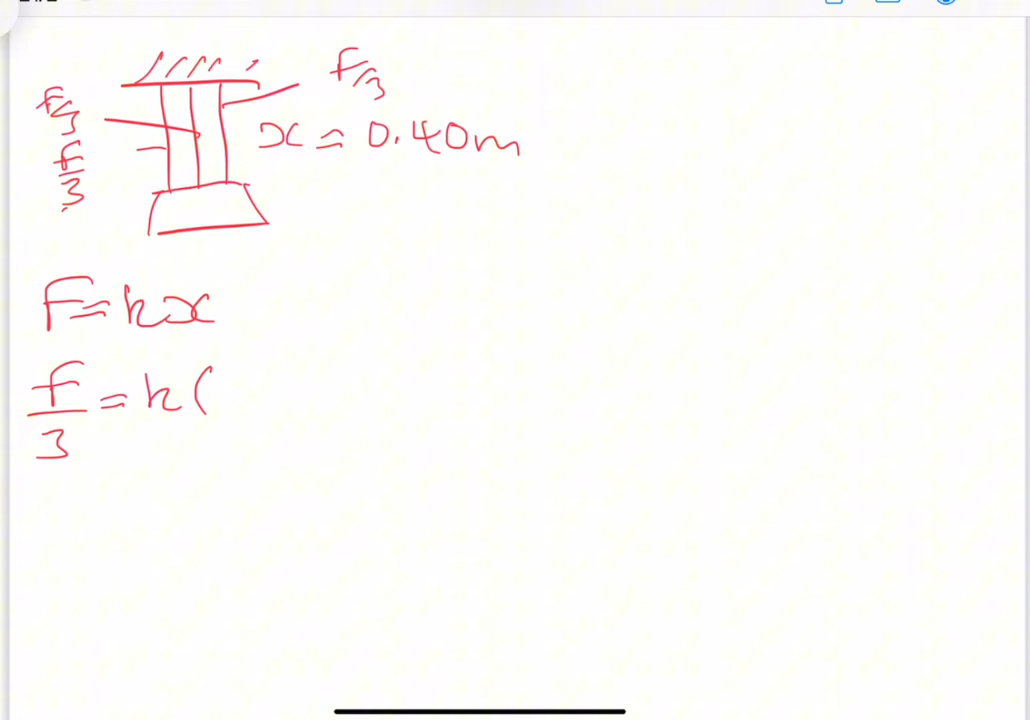 F/3
F/3
x = 0.40m
f/3
F = kx
f/3 = k(